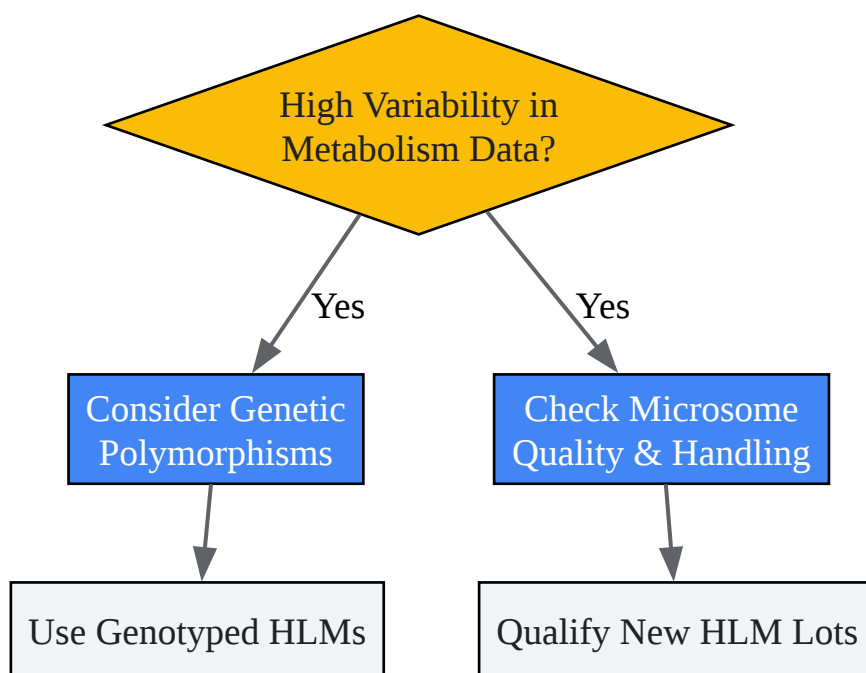 High Variability in
Metabolism Data?
Yes
Yes
Consider Genetic
Polymorphisms
Check Microsome
Quality & Handling
Use Genotyped HLMs
Qualify New HLM Lots